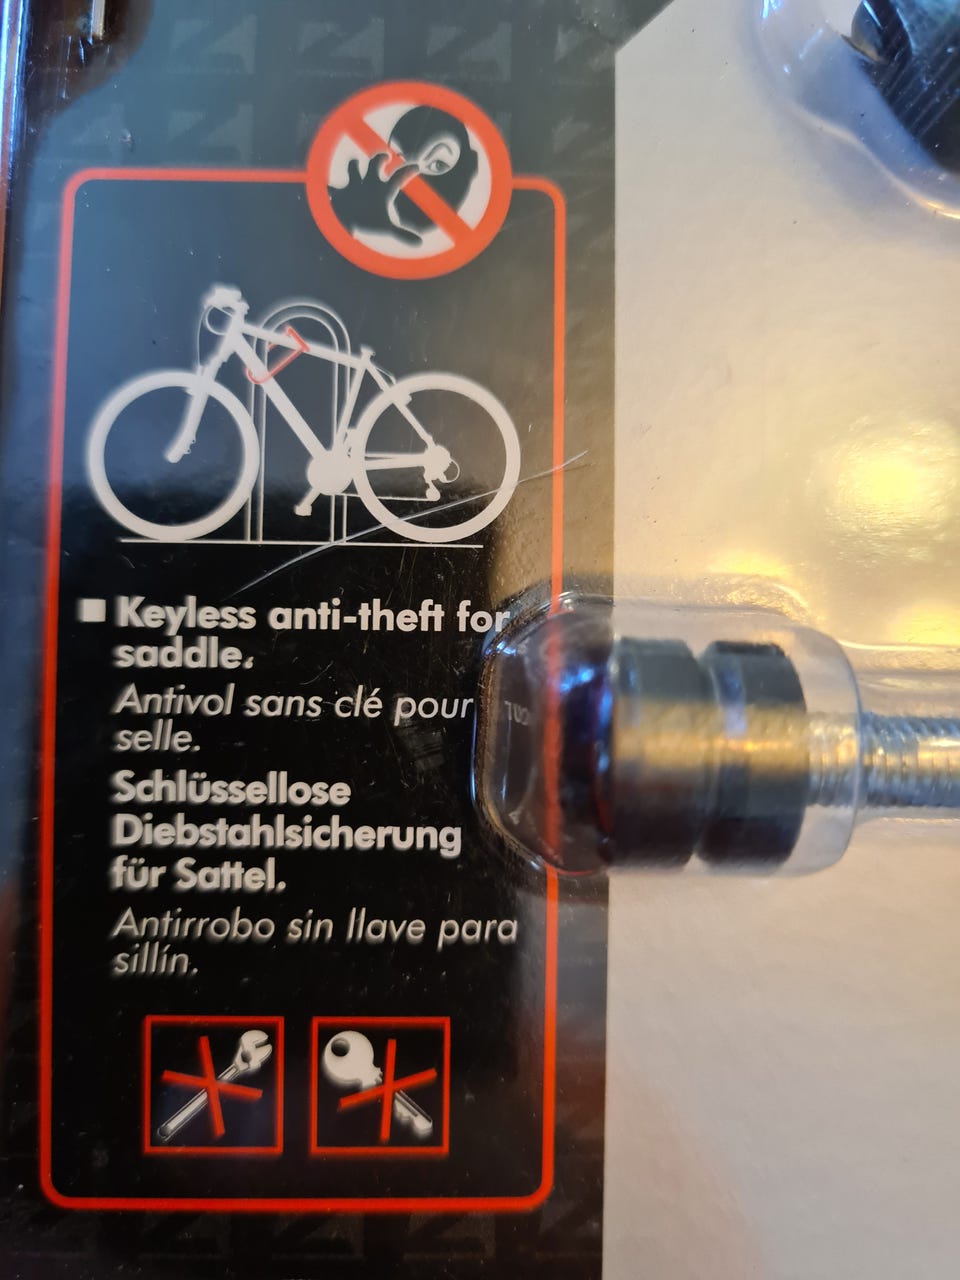 Keyless anti-theft for
saddle.
Antivol sans clé pour
selle.
Schlüssellose
Diebstahlsicherung
für Sattel.
Antirrobo sin llave para
sillín.